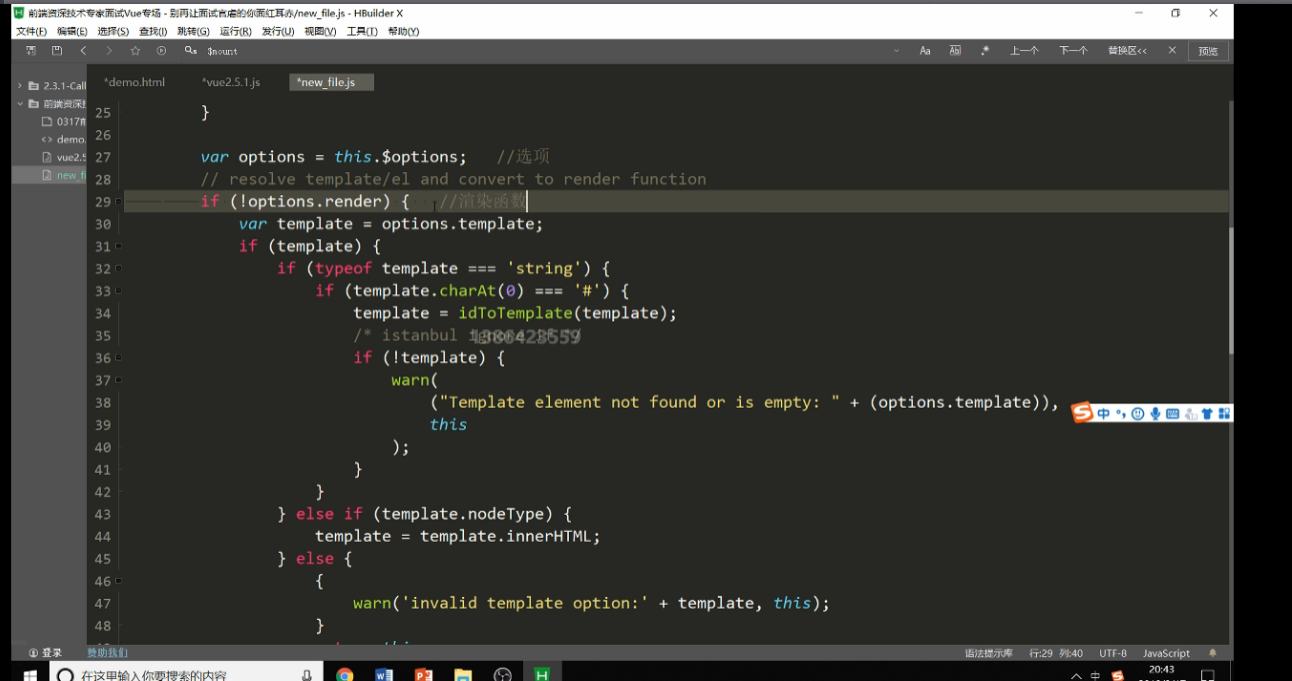 前端资深技术专家面试Vue专场 - 别再让面试官虐的你面红耳赤/new_file.js - HBuilder X
文件(F) 编辑(E) 选择(S) 查找(I) 跳转(G) 运行(R) 发行(U) 视图(V) 工具(T) 帮助(Y)
$mount Aa 上一个 下一个 替换区<< 预览
*demo.html *vue2.5.1.js *new_file.js
2.3.1-Call
前端资深
0317
demo.
vue2.5
new_fi
25 }
26
27 var options = this.$options; //选项
28 // resolve template/el and convert to render function
29 if (!options.render) { //渲染函数
30 var template = options.template;
31 if (template) {
32 if (typeof template === 'string') {
33 if (template.charAt(0) === '#') {
34 template = idToTemplate(template);
35 /* istanbul
1386423559
36 if (!template) {
37 warn(
38 ("Template element not found or is empty: " + (options.template)),
39 this
40 );
41 }
42 }
43 } else if (template.nodeType) {
44 template = template.innerHTML;
45 } else {
46 {
47 warn('invalid template option:' + template, this);
48 }
中
登录 赞助我们 语法提示库 行:29 列:40 UTF-8 JavaScript
在这里输入你要搜索的内容 中 20:43